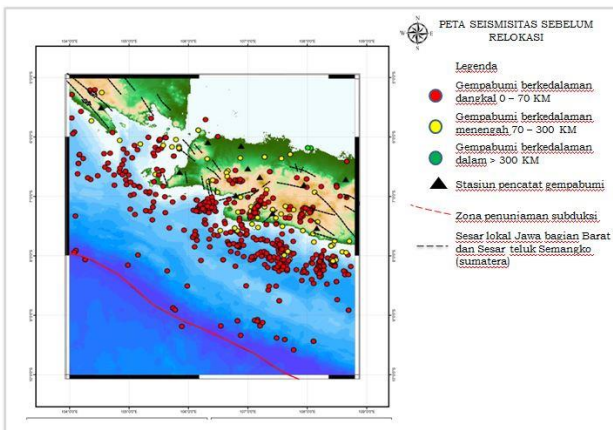 PETA SEISMISITAS SEBELUM
RELOKASI
N
W
E
S
Legenda
Gempabumi berkedalaman
dangkal 0 – 70 KM
Gempabumi berkedalaman
menengah 70 – 300 KM
Gempabumi berkedalaman
dalam > 300 KM
Stasiun pencatat gempabumi
Zona penunjaman subduksi
Sesar lokal Jawa bagian Barat
dan Sesar teluk Semangko
(sumatera)